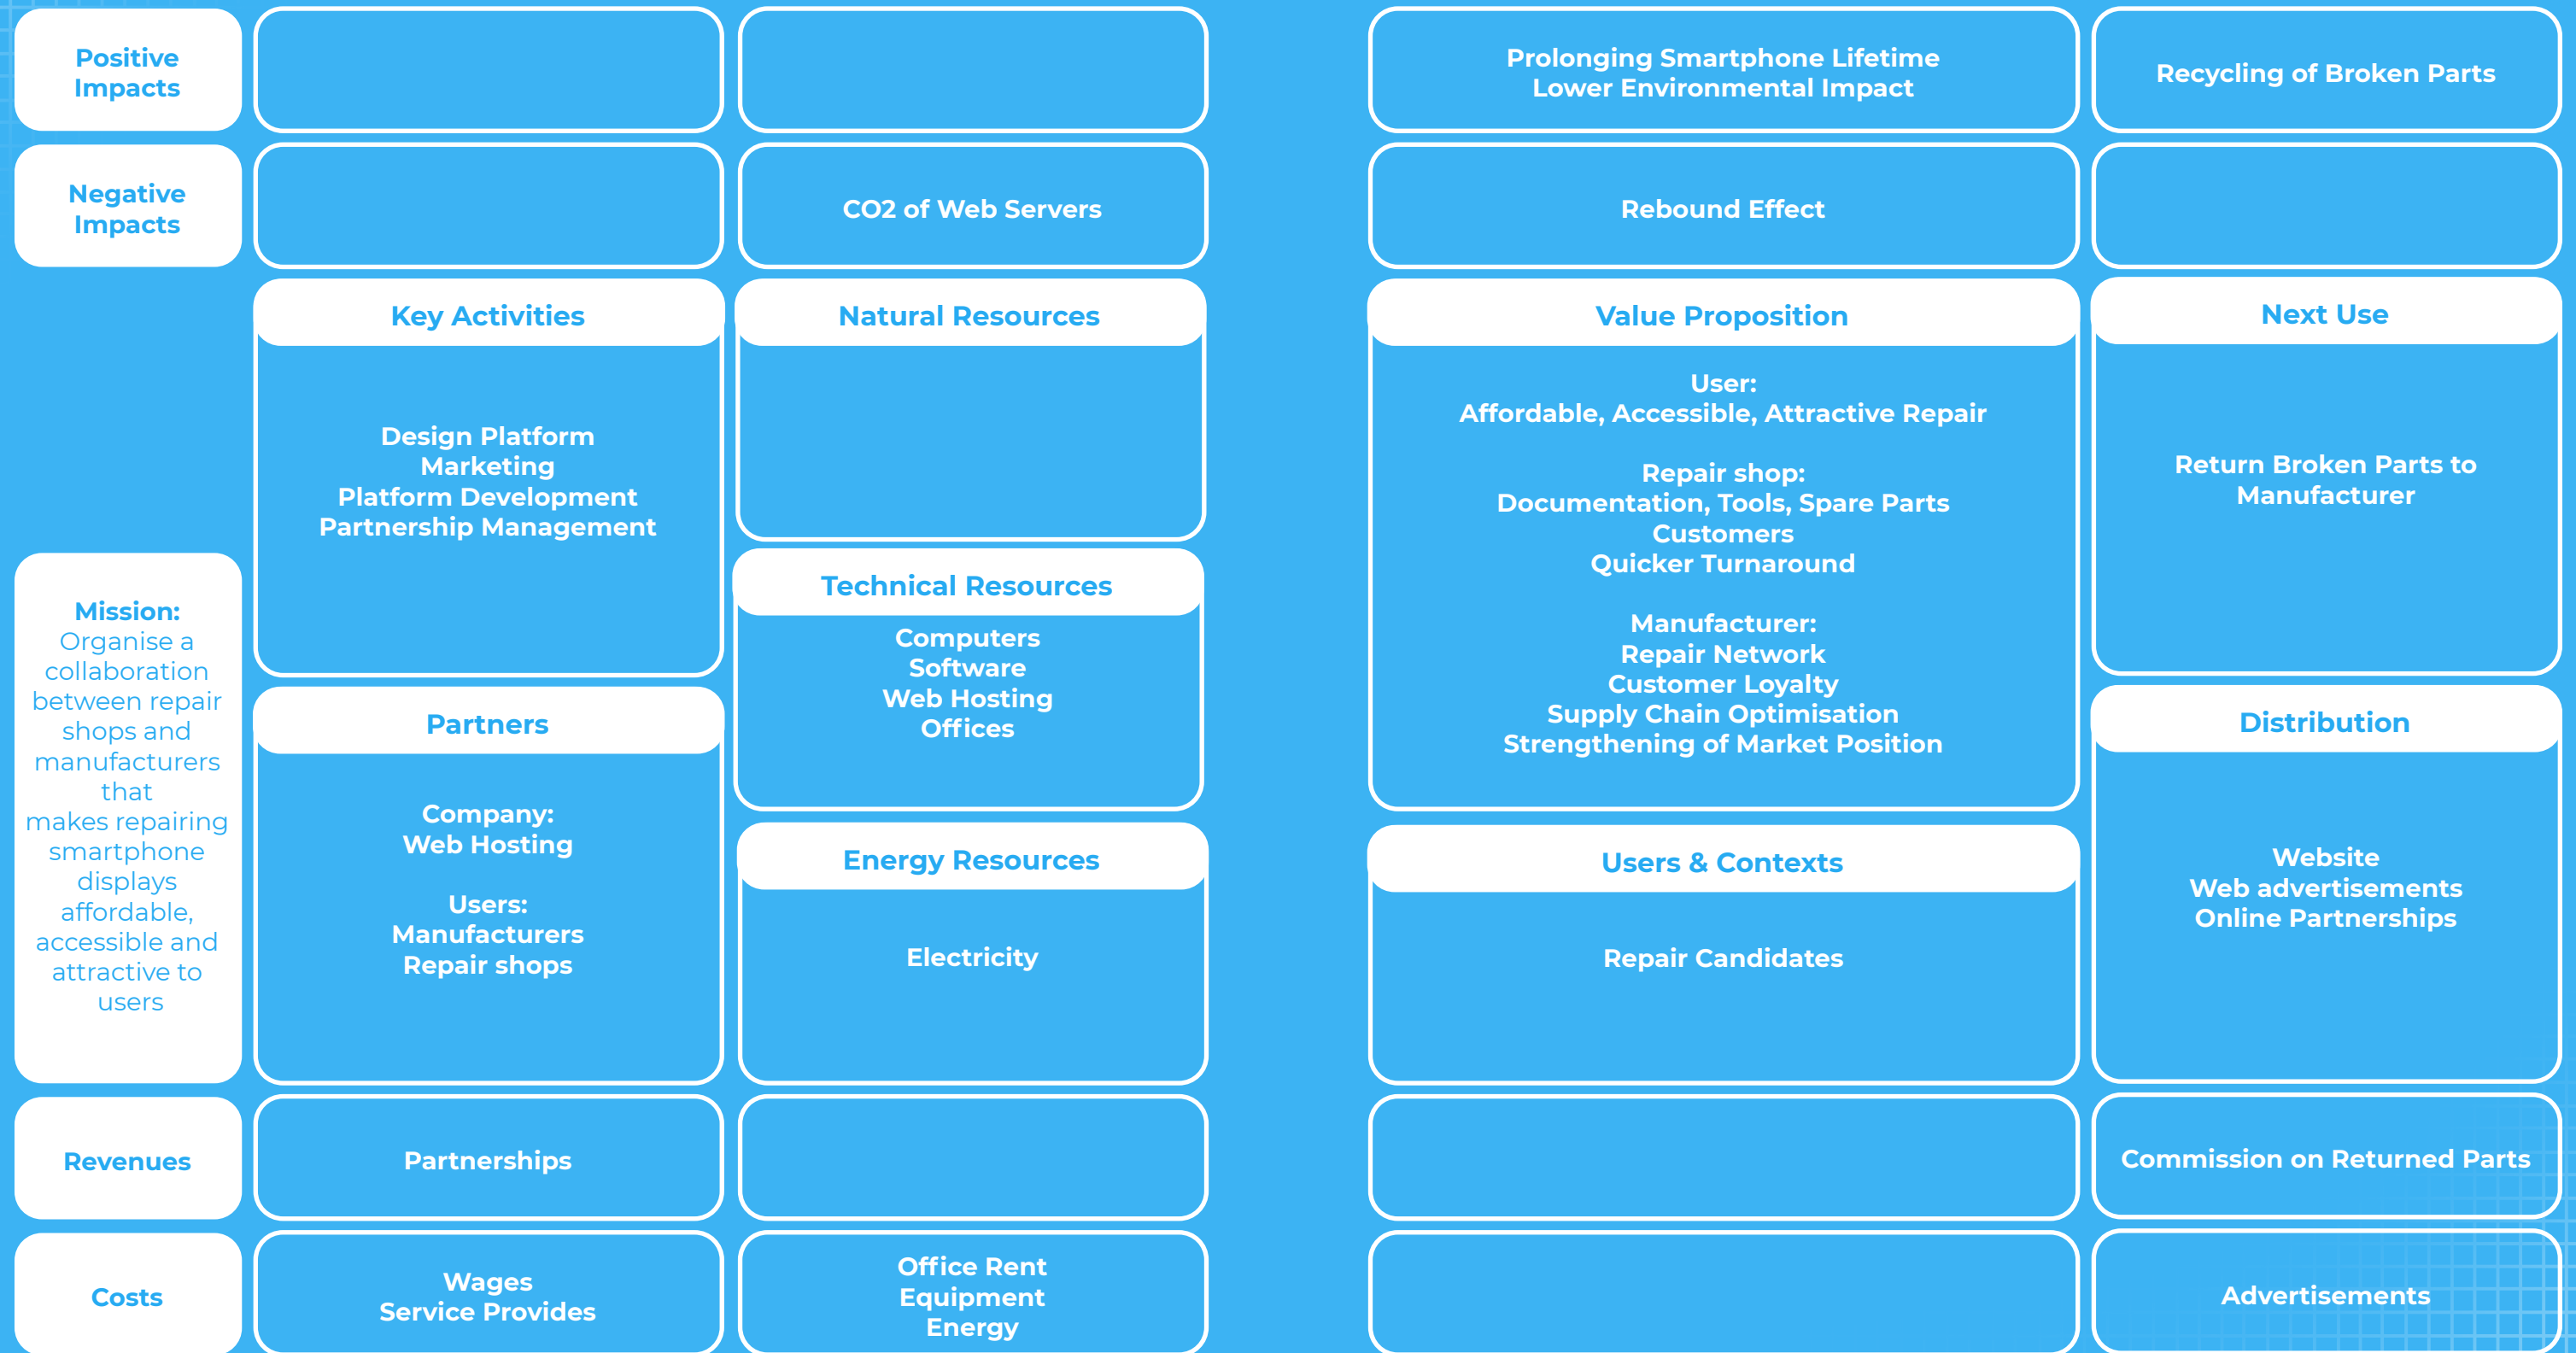 Positive
Impacts
Prolonging Smartphone Lifetime
Lower Environmental Impact
Recycling of Broken Parts
Negative
Impacts
CO2 of Web Servers
Rebound Effect
Mission:
Organise a
collaboration
between repair
shops and
manufacturers
that
makes repairing
smartphone
displays
affordable,
accessible and
attractive to
users
Key Activities
Design Platform
Marketing
Platform Development
Partnership Management
Partners
Company:
Web Hosting
Users:
Manufacturers
Repair shops
Natural Resources
Technical Resources
Computers
Software
Web Hosting
Offices
Energy Resources
Electricity
Value Proposition
User:
Affordable, Accessible, Attractive Repair
Repair shop:
Documentation, Tools, Spare Parts
Customers
Quicker Turnaround
Manufacturer:
Repair Network
Customer Loyalty
Supply Chain Optimisation
Strengthening of Market Position
Users & Contexts
Repair Candidates
Next Use
Return Broken Parts to
Manufacturer
Distribution
Website
Web advertisements
Online Partnerships
Revenues
Partnerships
Commission on Returned Parts
Costs
Wages
Service Provides
Office Rent
Equipment
Energy
Advertisements